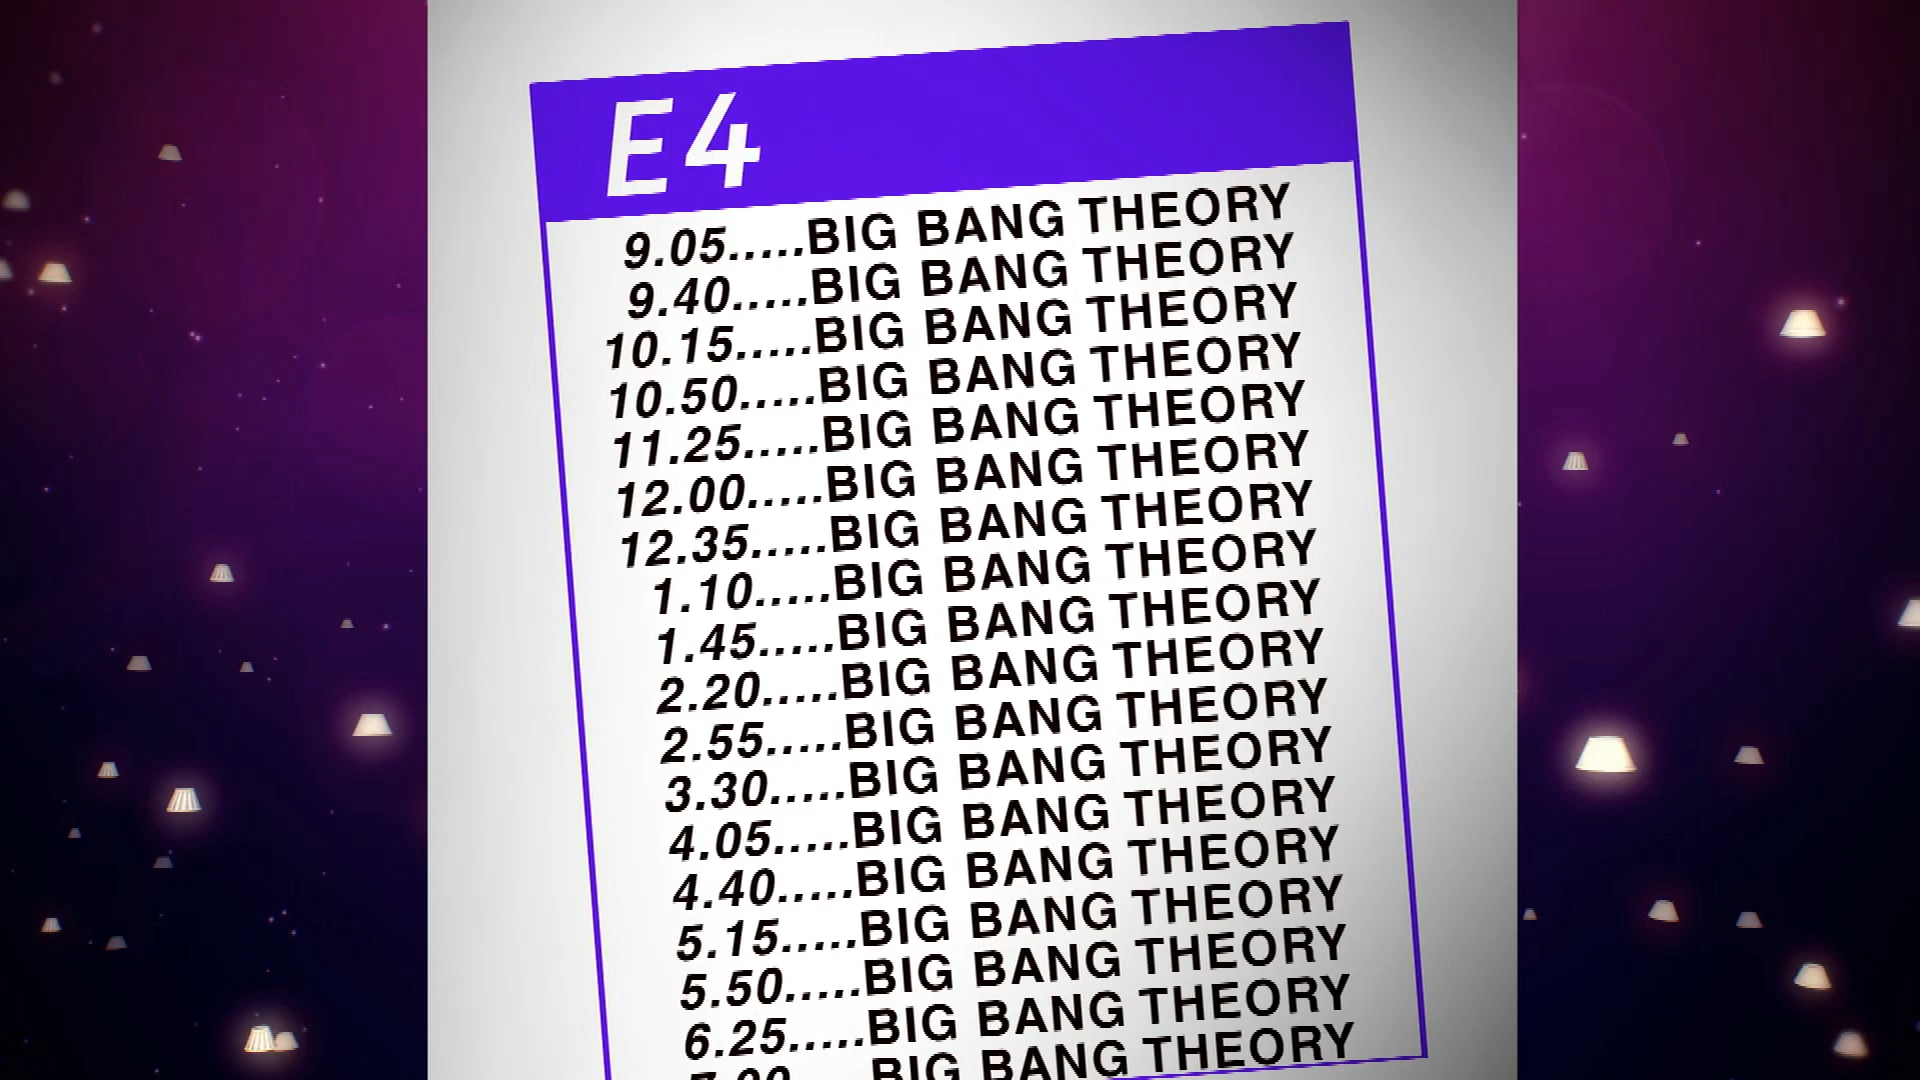 E4
9.05.....BIG BANG THEORY
9.40.....BIG BANG THEORY
10.15.....BIG BANG THEORY
10.50.....BIG BANG THEORY
11.25.....BIG BANG THEORY
12.00.....BIG BANG THEORY
12.35.....BIG BANG THEORY
1.10.....BIG BANG THEORY
1.45.....BIG BANG THEORY
2.20.....BIG BANG THEORY
2.55.....BIG BANG THEORY
3.30.....BIG BANG THEORY
4.05.....BIG BANG THEORY
4.40.....BIG BANG THEORY
5.15.....BIG BANG THEORY
5.50.....BIG BANG THEORY
6.25.....BIG BANG THEORY
BIG BANG THEORY